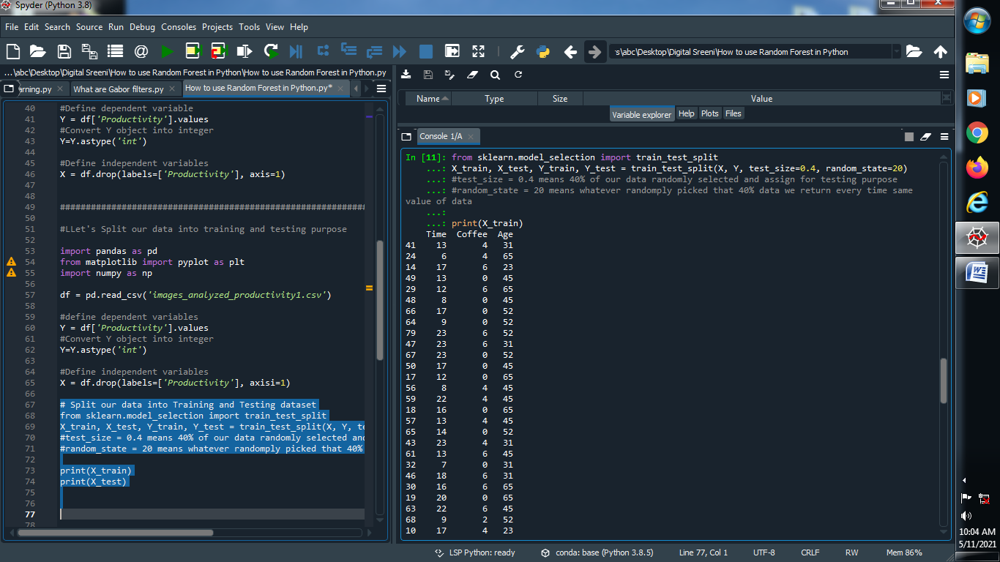 Spyder (Python 3.8)
File Edit Search Source Run Debug Consoles Projects Tools View Help
s\abc\Desktop\Digital Sreeni\How to use Random Forest in Python
...\abc\Desktop\Digital Sreeni\How to use Random Forest in Python\How to use Random Forest in Python.py
arning.py What are Gabor filters.py How to use Random Forest in Python.py*
40 #Define dependent variable
41 Y = df['Productivity'].values
42 #Convert Y object into integer
43 Y=Y.astype('int')
44
45 #Define independent variables
46 X = df.drop(labels=['Productivity'], axis=1)
47
48
49 ############################################################
50
51 #LLet's Split our data into training and testing purpose
52
53 import pandas as pd
54 from matplotlib import pyplot as plt
55 import numpy as np
56
57 df = pd.read_csv('images_analyzed_productivity1.csv')
58
59 #define dependent variables
60 Y = df['Productivity'].values
61 #Convert Y object into integer
62 Y=Y.astype('int')
63
64 #Define independent variables
65 X = df.drop(labels=['Productivity'], axisi=1)
66
67 # Split our data into Training and Testing dataset
68 from sklearn.model_selection import train_test_split
69 X_train, X_test, Y_train, Y_test = train_test_split(X, Y, te
70 #test_size = 0.4 means 40% of our data randomly selected and
71 #random_state = 20 means whatever randomply picked that 40%
72
73 print(X_train)
74 print(X_test)
75
76
77
78
Name Type Size Value
Variable explorer Help Plots Files
Console 1/A
In [11]: from sklearn.model_selection import train_test_split
...: X_train, X_test, Y_train, Y_test = train_test_split(X, Y, test_size=0.4, random_state=20)
...: #test_size = 0.4 means 40% of our data randomly selected and assign for testing purpose
...: #random_state = 20 means whatever randomply picked that 40% data we return every time same
value of data
...:
...: print(X_train)
Time Coffee Age
41 13 4 31
24 6 4 65
14 17 6 23
49 13 0 45
29 12 6 65
48 8 0 45
66 17 0 52
64 9 0 52
79 23 6 52
47 23 6 31
67 23 0 52
50 17 0 45
17 12 0 65
56 8 4 45
59 22 4 45
18 16 0 65
57 13 4 45
65 14 0 52
43 23 4 31
61 13 6 45
32 7 0 31
46 18 6 31
30 16 6 65
19 20 0 65
63 22 6 45
68 9 2 52
10 17 4 23
LSP Python: ready conda: base (Python 3.8.5) Line 77, Col 1 UTF-8 CRLF RW Mem 86%
10:04 AM
5/11/2021